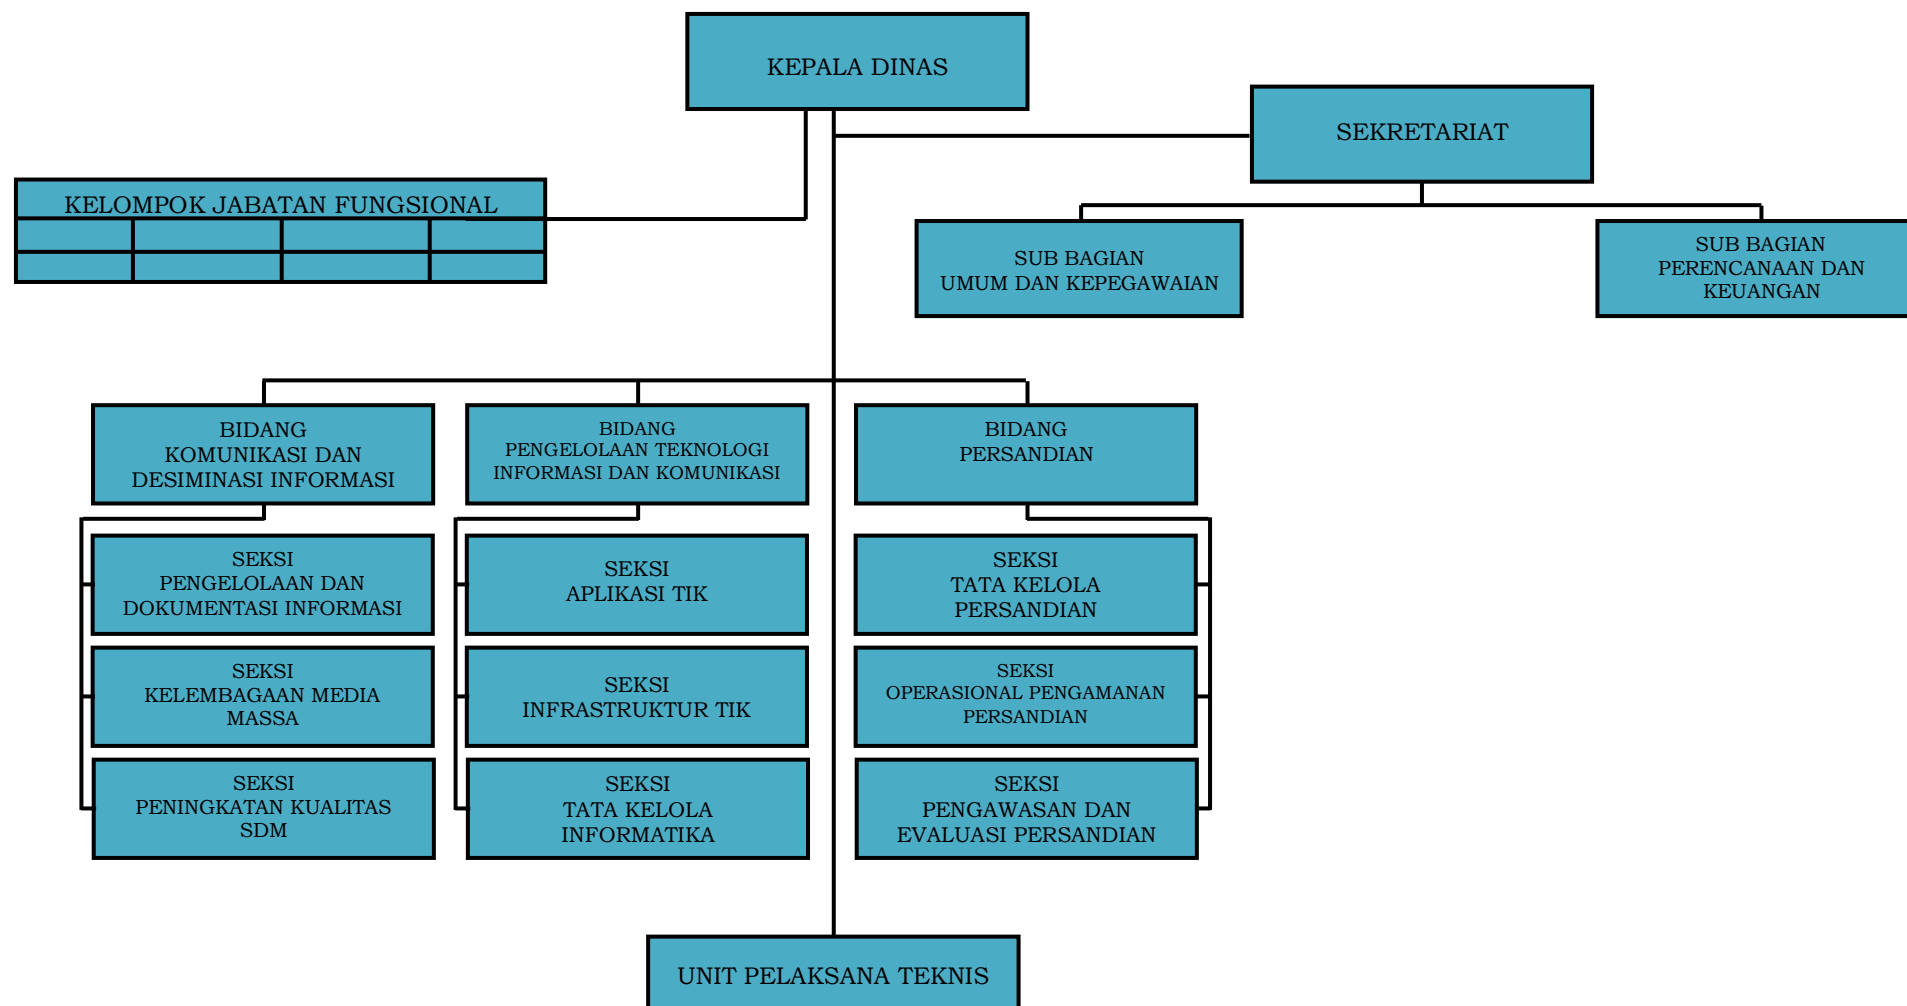 KEPALA DINAS
SEKRETARIAT
KELOMPOK JABATAN FUNGSIONAL
SUB BAGIAN
UMUM DAN KEPEGAWAIAN
SUB BAGIAN
PERENCANAAN DAN
KEUANGAN
BIDANG
KOMUNIKASI DAN
DESIMINASI INFORMASI
BIDANG
PENGELOLAAN TEKNOLOGI
INFORMASI DAN KOMUNIKASI
BIDANG
PERSANDIAN
SEKSI
PENGELOLAAN DAN
DOKUMENTASI INFORMASI
SEKSI
APLIKASI TIK
SEKSI
TATA KELOLA
PERSANDIAN
SEKSI
KELEMBAGAAN MEDIA
MASSA
SEKSI
INFRASTRUKTUR TIK
SEKSI
OPERASIONAL PENGAMANAN
PERSANDIAN
SEKSI
PENINGKATAN KUALITAS
SDM
SEKSI
TATA KELOLA
INFORMATIKA
SEKSI
PENGAWASAN DAN
EVALUASI PERSANDIAN
UNIT PELAKSANA TEKNIS